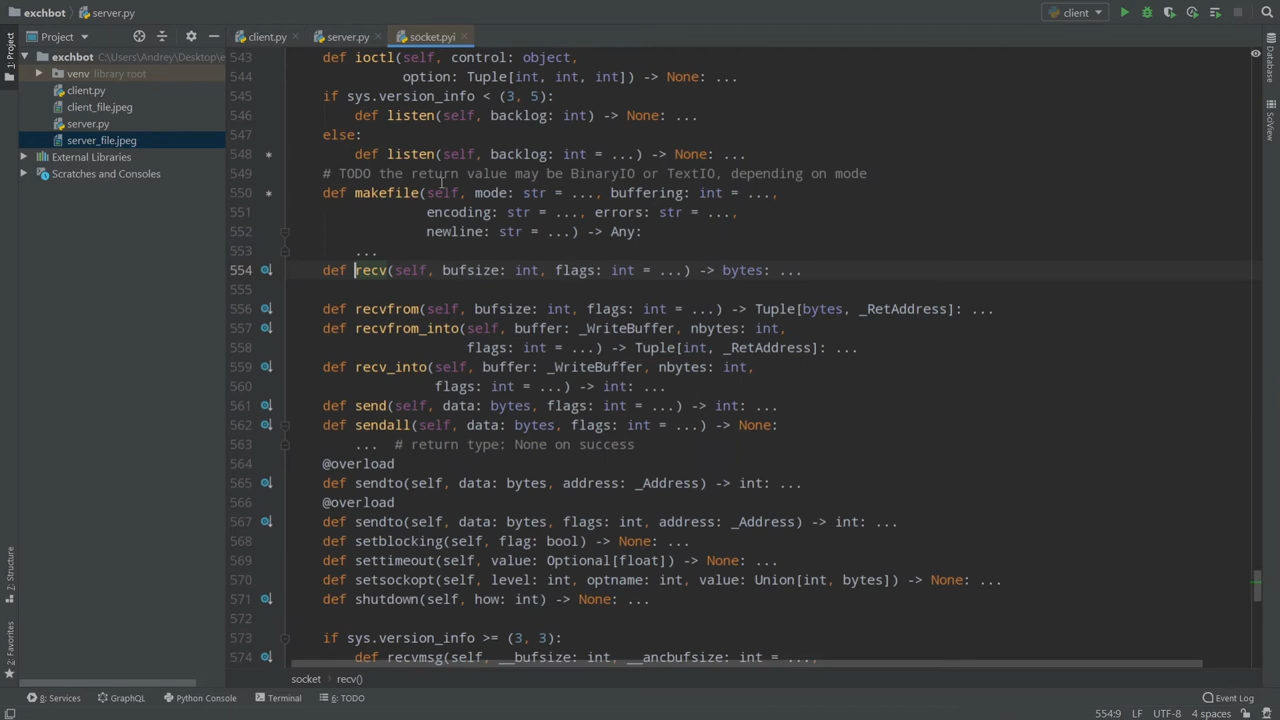 exchbot server.py client
Project client.py server.py socket.pyi
exchbot C:\Users\Andrey\Desktop\e
venv library root
client.py
client_file.jpeg
server.py
server_file.jpeg
External Libraries
Scratches and Consoles
1: Project
7: Structure
2: Favorites
543 def ioctl(self, control: object,
544 option: Tuple[int, int, int]) -> None: ...
545 if sys.version_info < (3, 5):
546 def listen(self, backlog: int) -> None: ...
547 else:
548 def listen(self, backlog: int = ...) -> None: ...
549 # TODO the return value may be BinaryIO or TextIO, depending on mode
550 def makefile(self, mode: str = ..., buffering: int = ...,
551 encoding: str = ..., errors: str = ...,
552 newline: str = ...) -> Any:
553 ...
554 def recv(self, bufsize: int, flags: int = ...) -> bytes: ...
556 def recvfrom(self, bufsize: int, flags: int = ...) -> Tuple[bytes, _RetAddress]: ...
557 def recvfrom_into(self, buffer: _WriteBuffer, nbytes: int,
558 flags: int = ...) -> Tuple[int, _RetAddress]: ...
559 def recv_into(self, buffer: _WriteBuffer, nbytes: int,
560 flags: int = ...) -> int: ...
561 def send(self, data: bytes, flags: int = ...) -> int: ...
562 def sendall(self, data: bytes, flags: int = ...) -> None:
563 ... # return type: None on success
564 @overload
565 def sendto(self, data: bytes, address: _Address) -> int: ...
566 @overload
567 def sendto(self, data: bytes, flags: int, address: _Address) -> int: ...
568 def setblocking(self, flag: bool) -> None: ...
569 def settimeout(self, value: Optional[float]) -> None: ...
570 def setsockopt(self, level: int, optname: int, value: Union[int, bytes]) -> None: ...
571 def shutdown(self, how: int) -> None: ...
572
573 if sys.version_info >= (3, 3):
574 def recvmsg(self, __bufsize: int, __ancbufsize: int = ...,
Database
SciView
socket recv()
8: Services GraphQL Python Console Terminal 6: TODO Event Log
554:9 LF UTF-8 4 spaces